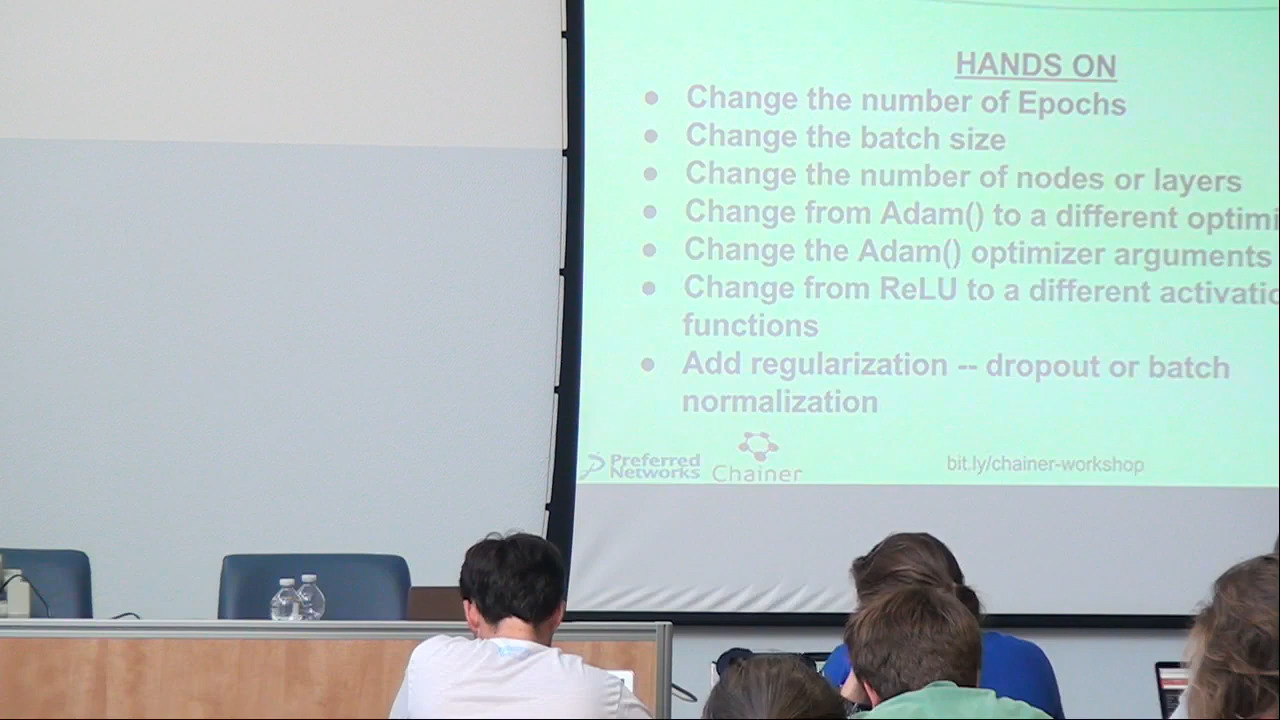 HANDS ON
● Change the number of Epochs
● Change the batch size
● Change the number of nodes or layers
● Change from Adam() to a different optimi
● Change the Adam() optimizer arguments
● Change from ReLU to a different activatio
functions
● Add regularization -- dropout or batch
normalization
Preferred
Networks
Chainer
bit.ly/chainer-workshop